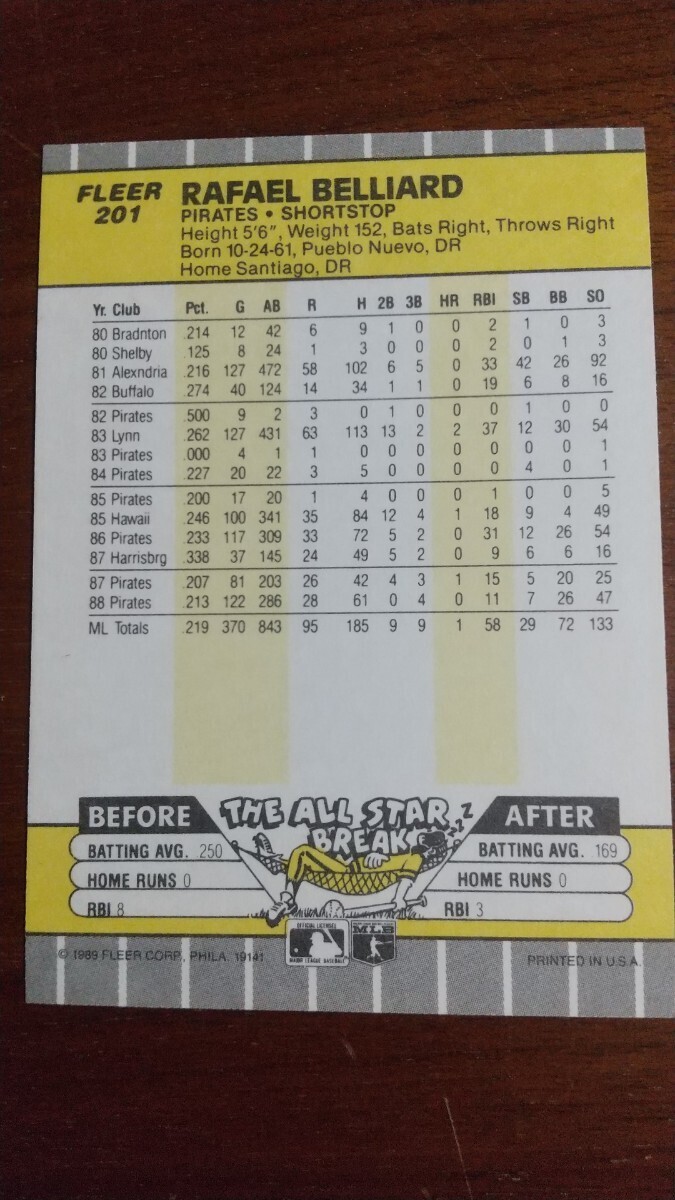 FLEER
201
RAFAEL BELLIARD
PIRATES • SHORTSTOP
Height 5'6", Weight 152, Bats Right, Throws Right
Born 10-24-61, Pueblo Nuevo, DR
Home Santiago, DR
Yr. Club Pct. G AB R H 2B 3B HR RBI SB BB SO
80 Bradnton .214 12 42 6 9 1 0 0 2 1 0 3
80 Shelby .125 8 24 1 3 0 0 0 2 0 1 3
81 Alexndria .216 127 472 58 102 6 5 0 33 42 26 92
82 Buffalo .274 40 124 14 34 1 1 0 19 6 8 16
82 Pirates .500 9 2 3 0 1 0 0 0 1 0 0
83 Lynn .262 127 431 63 113 13 2 2 37 12 30 54
83 Pirates .000 4 1 1 0 0 0 0 0 0 0 1
84 Pirates .227 20 22 3 5 0 0 0 0 4 0 1
85 Pirates .200 17 20 1 4 0 0 0 1 0 0 5
85 Hawaii .246 100 341 35 84 12 4 1 18 9 4 49
86 Pirates .233 117 309 33 72 5 2 0 31 12 26 54
87 Harrisbrg .338 37 145 24 49 5 2 0 9 6 6 16
87 Pirates .207 81 203 26 42 4 3 1 15 5 20 25
88 Pirates .213 122 286 28 61 0 4 0 11 7 26 47
ML Totals .219 370 843 95 185 9 9 1 58 29 72 133
BEFORE THE ALL STAR BREAK zzz AFTER
BATTING AVG. .250 BATTING AVG. .169
HOME RUNS 0 HOME RUNS 0
RBI 8 RBI 3
OFFICIAL LICENSEE
MAJOR LEAGUE BASEBALL
MLB
© 1989 FLEER CORP., PHILA. 19141 PRINTED IN U.S.A.